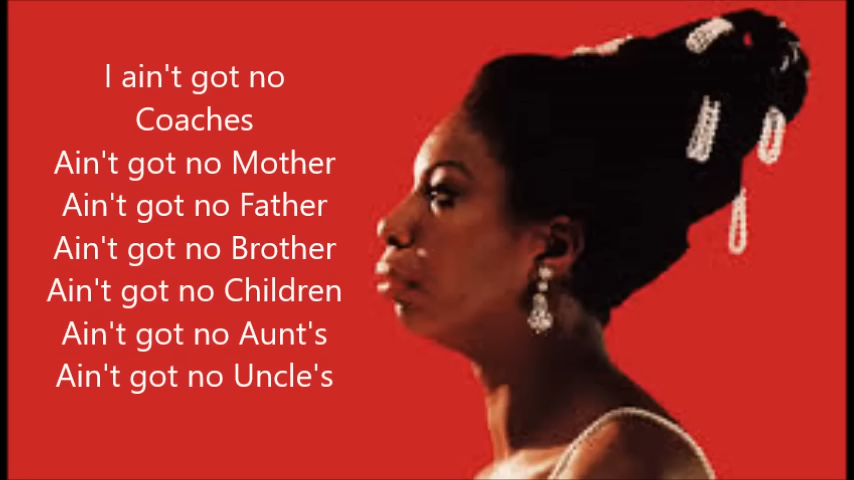 I ain't got no
Coaches
Ain't got no Mother
Ain't got no Father
Ain't got no Brother
Ain't got no Children
Ain't got no Aunt's
Ain't got no Uncle's